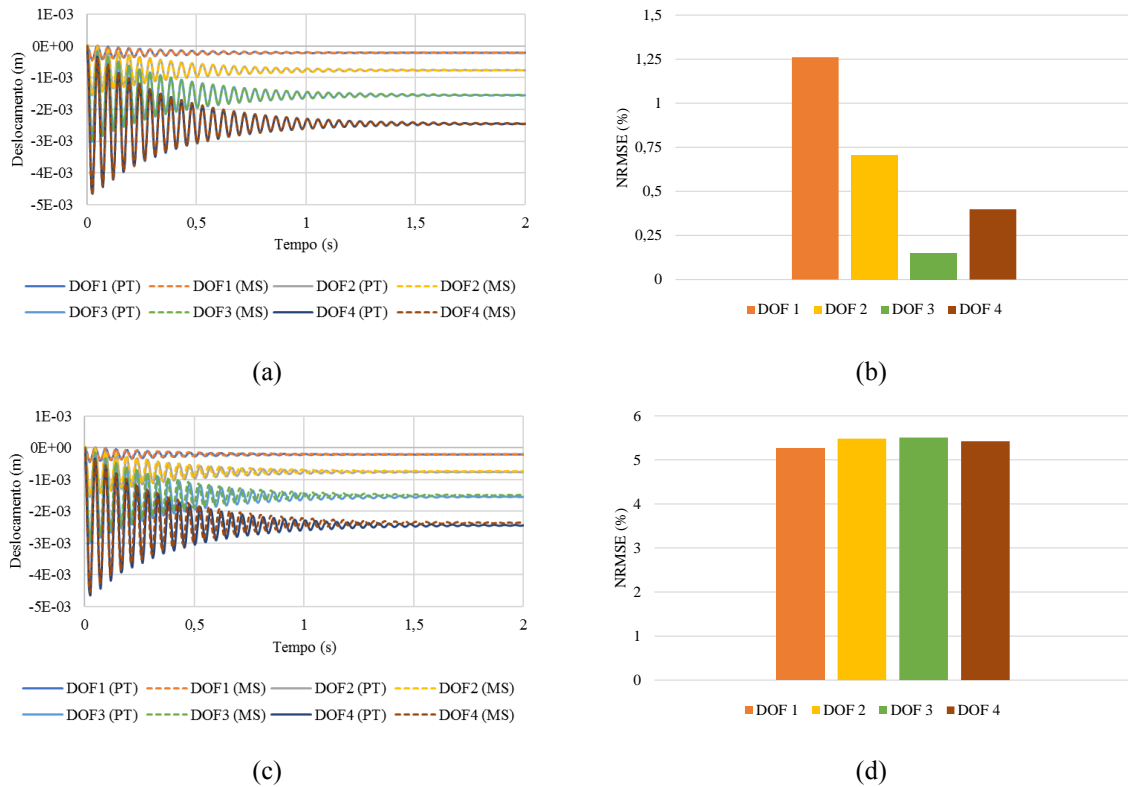 1E-03
0E+00
-1E-03
-2E-03
-3E-03
-4E-03
-5E-03
Deslocamento (m)
0 0,5 1 1,5 2
Tempo (s)
DOF1 (PT) DOF1 (MS) DOF2 (PT) DOF2 (MS)
DOF3 (PT) DOF3 (MS) DOF4 (PT) DOF4 (MS)
(a)
1,5
1,25
1
0,75
0,5
0,25
0
NRMSE (%)
DOF 1 DOF 2 DOF 3 DOF 4
(b)
1E-03
0E+00
-1E-03
-2E-03
-3E-03
-4E-03
-5E-03
Deslocamento (m)
0 0,5 1 1,5 2
Tempo (s)
DOF1 (PT) DOF1 (MS) DOF2 (PT) DOF2 (MS)
DOF3 (PT) DOF3 (MS) DOF4 (PT) DOF4 (MS)
(c)
6
5
4
3
2
1
0
NRMSE (%)
DOF 1 DOF 2 DOF 3 DOF 4
(d)